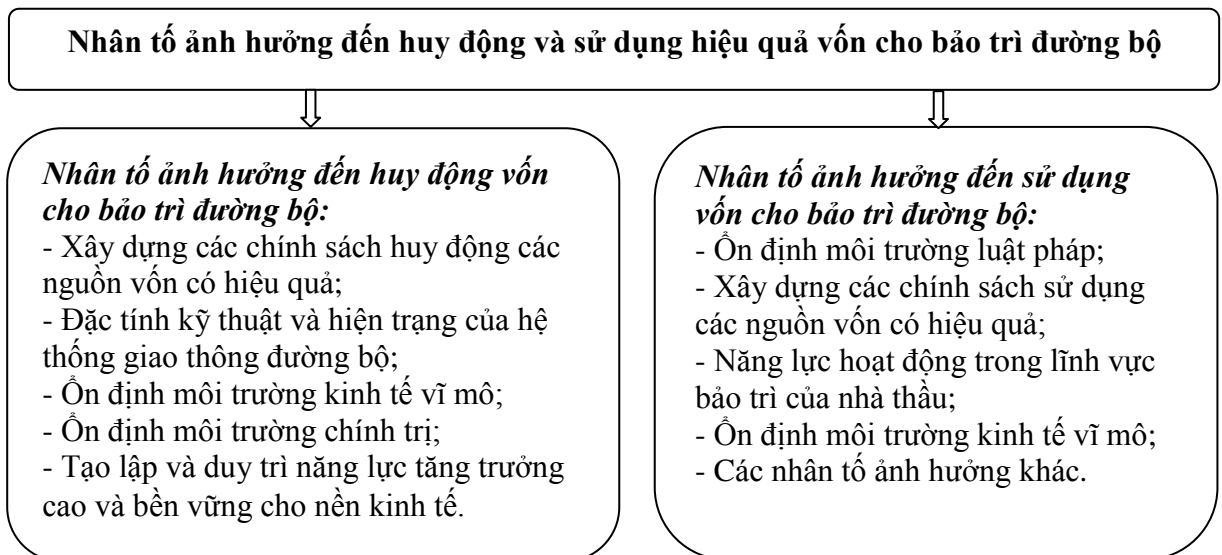 Nhân tố ảnh hưởng đến huy động và sử dụng hiệu quả vốn cho bảo trì đường bộ
Nhân tố ảnh hưởng đến huy động vốn
cho bảo trì đường bộ:
- Xây dựng các chính sách huy động các
nguồn vốn có hiệu quả;
- Đặc tính kỹ thuật và hiện trạng của hệ
thống giao thông đường bộ;
- Ổn định môi trường kinh tế vĩ mô;
- Ổn định môi trường chính trị;
- Tạo lập và duy trì năng lực tăng trưởng
cao và bền vững cho nền kinh tế.
Nhân tố ảnh hưởng đến sử dụng
vốn cho bảo trì đường bộ:
- Ổn định môi trường luật pháp;
- Xây dựng các chính sách sử dụng
các nguồn vốn có hiệu quả;
- Năng lực hoạt động trong lĩnh vực
bảo trì của nhà thầu;
- Ổn định môi trường kinh tế vĩ mô;
- Các nhân tố ảnh hưởng khác.